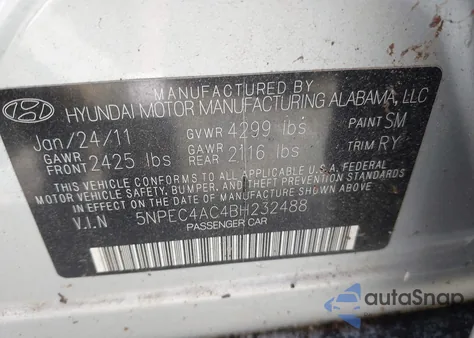 MANUFACTURED BY
HYUNDAI MOTOR MANUFACTURING ALABAMA, LLC
Jan/24/11 GVWR 4299 lbs PAINT SM
GAWR FRONT 2425 lbs GAWR REAR 2116 lbs TRIM RY
THIS VEHICLE CONFORMS TO ALL APPLICABLE U.S.A. FEDERAL
MOTOR VEHICLE SAFETY, BUMPER, AND THEFT PREVENTION
STANDARDS IN EFFECT ON THE DATE OF MANUFACTURE SHOWN ABOVE.
V.I.N 5NPEC4AC4BH232488
PASSENGER CAR
autoSnap